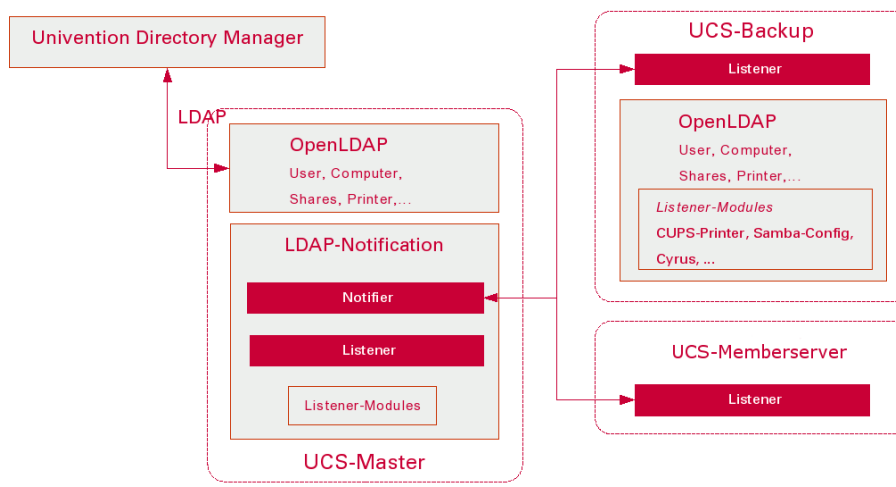 Univention Directory Manager
LDAP
OpenLDAP
User, Computer,
Shares, Printer,...
LDAP-Notification
Notifier
Listener
Listener-Modules
UCS-Master
UCS-Backup
Listener
OpenLDAP
User, Computer,
Shares, Printer,...
Listener-Modules
CUPS-Printer, Samba-Config,
Cyrus, ...
UCS-Memberserver
Listener